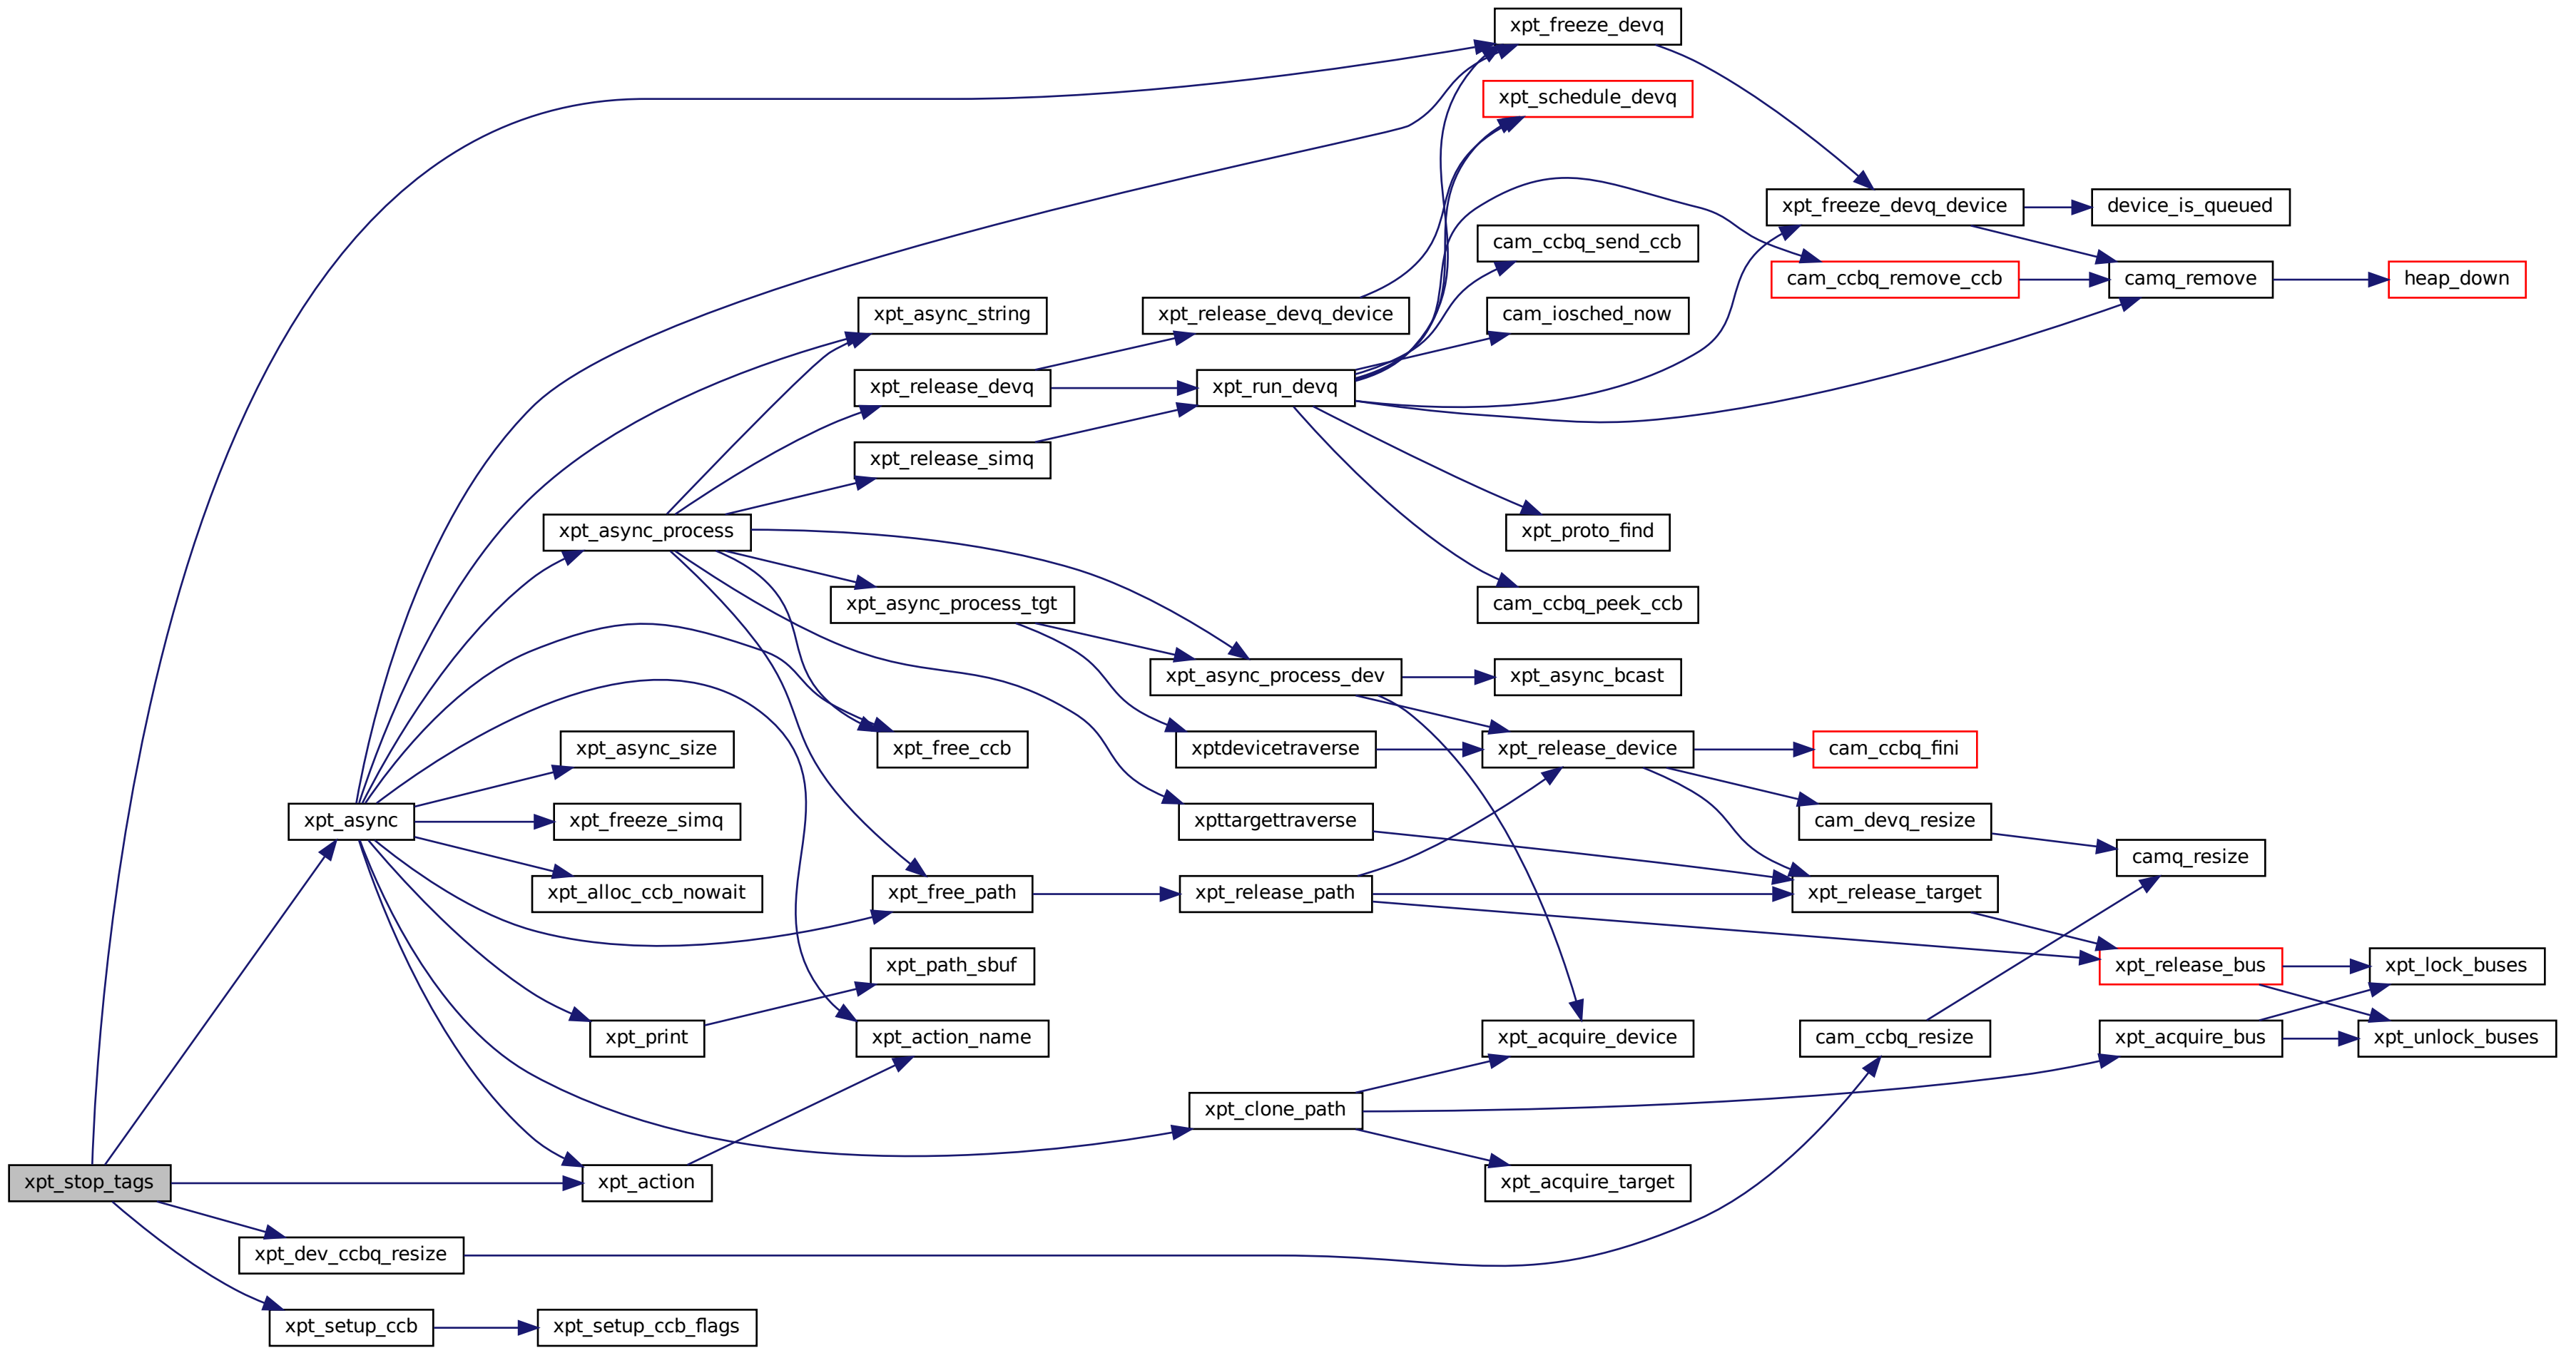 xpt_freeze_devq
xpt_schedule_devq
xpt_freeze_devq_device
device_is_queued
cam_ccbq_send_ccb
cam_ccbq_remove_ccb
camq_remove
heap_down
xpt_async_string
xpt_release_devq_device
cam_iosched_now
xpt_release_devq
xpt_run_devq
xpt_release_simq
xpt_async_process
xpt_proto_find
xpt_async_process_tgt
cam_ccbq_peek_ccb
xpt_async_process_dev
xpt_async_bcast
xpt_async_size
xpt_free_ccb
xptdevicetraverse
xpt_release_device
cam_ccbq_fini
xpt_async
xpt_freeze_simq
xpttargettraverse
cam_devq_resize
camq_resize
xpt_alloc_ccb_nowait
xpt_free_path
xpt_release_path
xpt_release_target
xpt_path_sbuf
xpt_release_bus
xpt_lock_buses
xpt_print
xpt_action_name
xpt_acquire_device
cam_ccbq_resize
xpt_acquire_bus
xpt_unlock_buses
xpt_clone_path
xpt_stop_tags
xpt_action
xpt_acquire_target
xpt_dev_ccbq_resize
xpt_setup_ccb
xpt_setup_ccb_flags